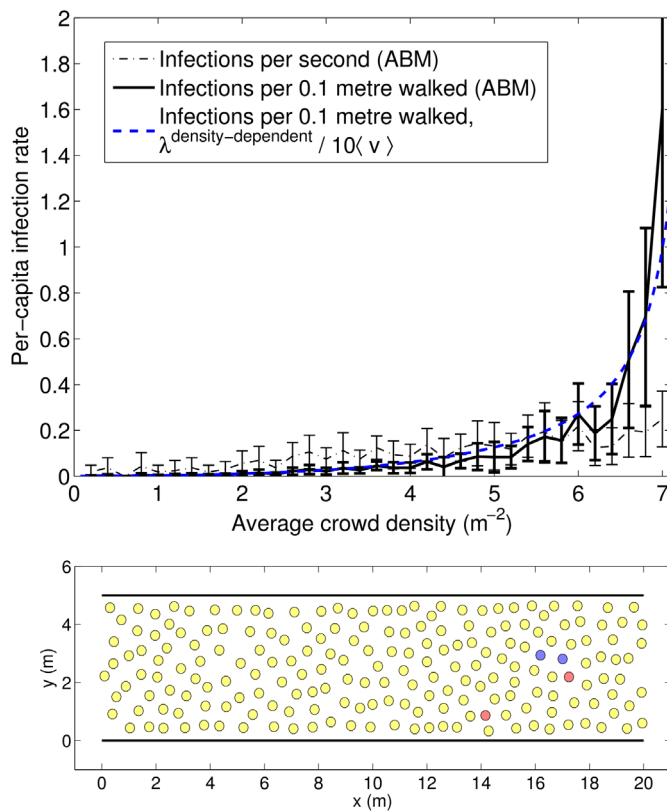 2
1.8
1.6
1.4
1.2
1
0.8
0.6
0.4
0.2
0
Per−capita infection rate
Infections per second (ABM)
Infections per 0.1 metre walked (ABM)
Infections per 0.1 metre walked,
λ^density−dependent / 10⟨ v ⟩
0 1 2 3 4 5 6 7
Average crowd density (m⁻²)
6
4
2
0
y (m)
0 2 4 6 8 10 12 14 16 18 20
x (m)